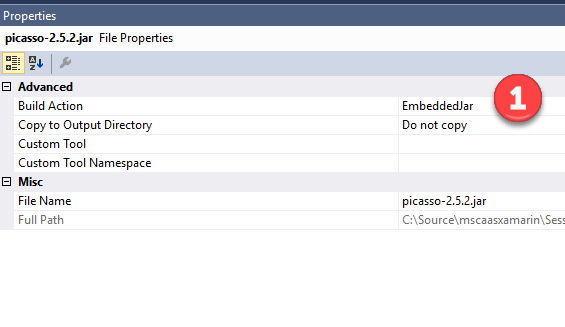 Properties
picasso-2.5.2.jar File Properties
Advanced
Build Action EmbeddedJar
1
Copy to Output Directory Do not copy
Custom Tool
Custom Tool Namespace
Misc
File Name picasso-2.5.2.jar
Full Path C:\Source\mscaasxamarin\Sess